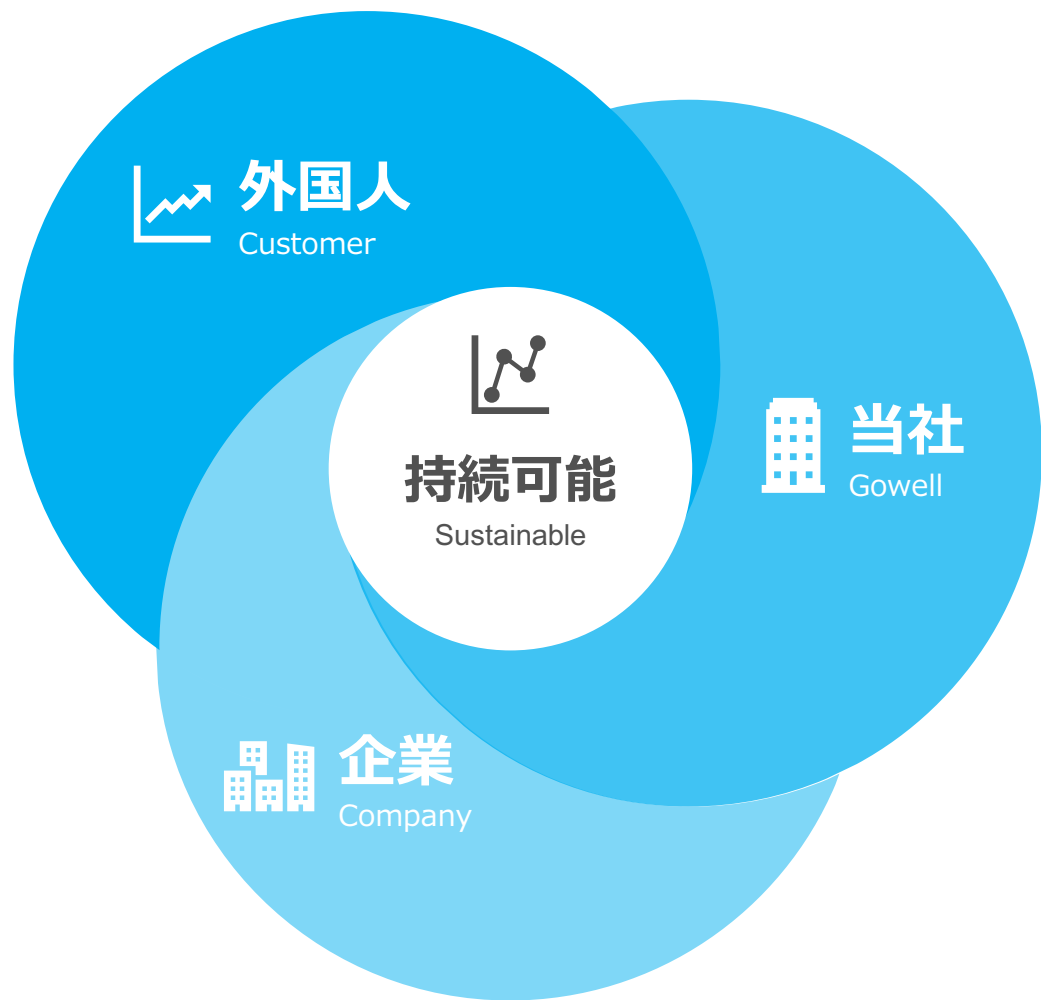 外国人
Customer
持続可能
Sustainable
当社
Gowell
企業
Company